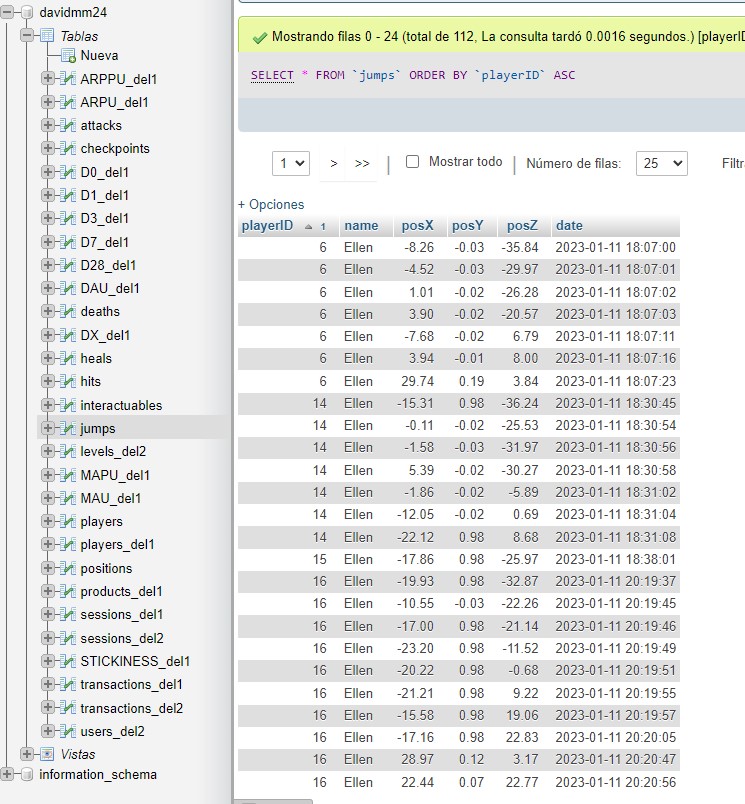 davidmm24
Tablas
Nueva
ARPPU_del1
ARPU_del1
attacks
checkpoints
D0_del1
D1_del1
D3_del1
D7_del1
D28_del1
DAU_del1
deaths
DX_del1
heals
hits
interactuables
jumps
levels_del2
MAPU_del1
MAU_del1
players
players_del1
positions
products_del1
sessions_del1
sessions_del2
STICKINESS_del1
transactions_del1
transactions_del2
users_del2
Vistas
information_schema
Mostrando filas 0 - 24 (total de 112, La consulta tardó 0.0016 segundos.) [playerID
SELECT * FROM `jumps` ORDER BY `playerID` ASC
1 > >> | Mostrar todo | Número de filas: 25 Filtra
+ Opciones
playerID 1 name posX posY posZ date
6 Ellen -8.26 -0.03 -35.84 2023-01-11 18:07:00
6 Ellen -4.52 -0.03 -29.97 2023-01-11 18:07:01
6 Ellen 1.01 -0.02 -26.28 2023-01-11 18:07:02
6 Ellen 3.90 -0.02 -20.57 2023-01-11 18:07:03
6 Ellen -7.68 -0.02 6.79 2023-01-11 18:07:11
6 Ellen 3.94 -0.01 8.00 2023-01-11 18:07:16
6 Ellen 29.74 0.19 3.84 2023-01-11 18:07:23
14 Ellen -15.31 0.98 -36.24 2023-01-11 18:30:45
14 Ellen -0.11 -0.02 -25.53 2023-01-11 18:30:54
14 Ellen -1.58 -0.03 -31.97 2023-01-11 18:30:56
14 Ellen 5.39 -0.02 -30.27 2023-01-11 18:30:58
14 Ellen -1.86 -0.02 -5.89 2023-01-11 18:31:02
14 Ellen -12.05 -0.02 0.69 2023-01-11 18:31:04
14 Ellen -22.12 0.98 8.68 2023-01-11 18:31:08
15 Ellen -17.86 0.98 -25.97 2023-01-11 18:38:01
16 Ellen -19.93 0.98 -32.87 2023-01-11 20:19:37
16 Ellen -10.55 -0.03 -22.26 2023-01-11 20:19:45
16 Ellen -17.00 0.98 -21.14 2023-01-11 20:19:46
16 Ellen -23.20 0.98 -11.52 2023-01-11 20:19:49
16 Ellen -20.22 0.98 -0.68 2023-01-11 20:19:51
16 Ellen -21.21 0.98 9.22 2023-01-11 20:19:55
16 Ellen -15.58 0.98 19.06 2023-01-11 20:19:57
16 Ellen -17.16 0.98 22.83 2023-01-11 20:20:05
16 Ellen 28.97 0.12 3.17 2023-01-11 20:20:47
16 Ellen 22.44 0.07 22.77 2023-01-11 20:20:56